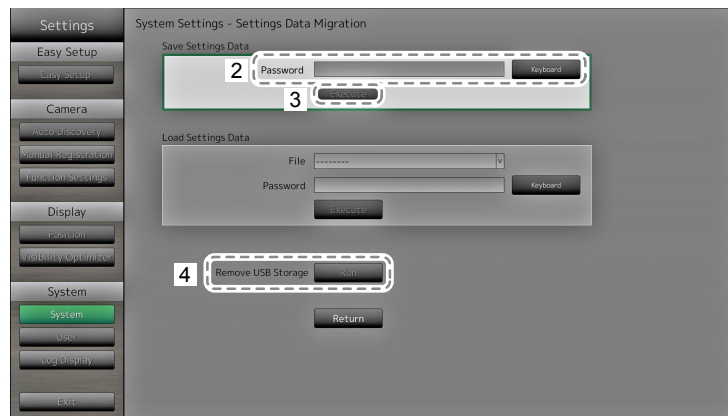 Settings
System Settings - Settings Data Migration
Easy Setup
Easy Setup
Camera
Auto Discovery
Manual Registration
Function Settings
Display
Position
Visibility Optimizer
System
System
User
Log Display
Exit
Save Settings Data
2 Password Keyboard
3 Execute
Load Settings Data
File -------- V
Password Keyboard
Execute
4 Remove USB Storage Run
Return